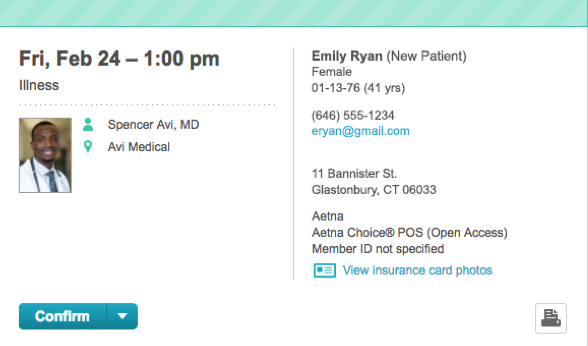 Fri, Feb 24 – 1:00 pm
Illness
Spencer Avi, MD
Avi Medical
Emily Ryan (New Patient)
Female
01-13-76 (41 yrs)
(646) 555-1234
eryan@gmail.com
11 Bannister St.
Glastonbury, CT 06033
Aetna
Aetna Choice® POS (Open Access)
Member ID not specified
View insurance card photos
Confirm